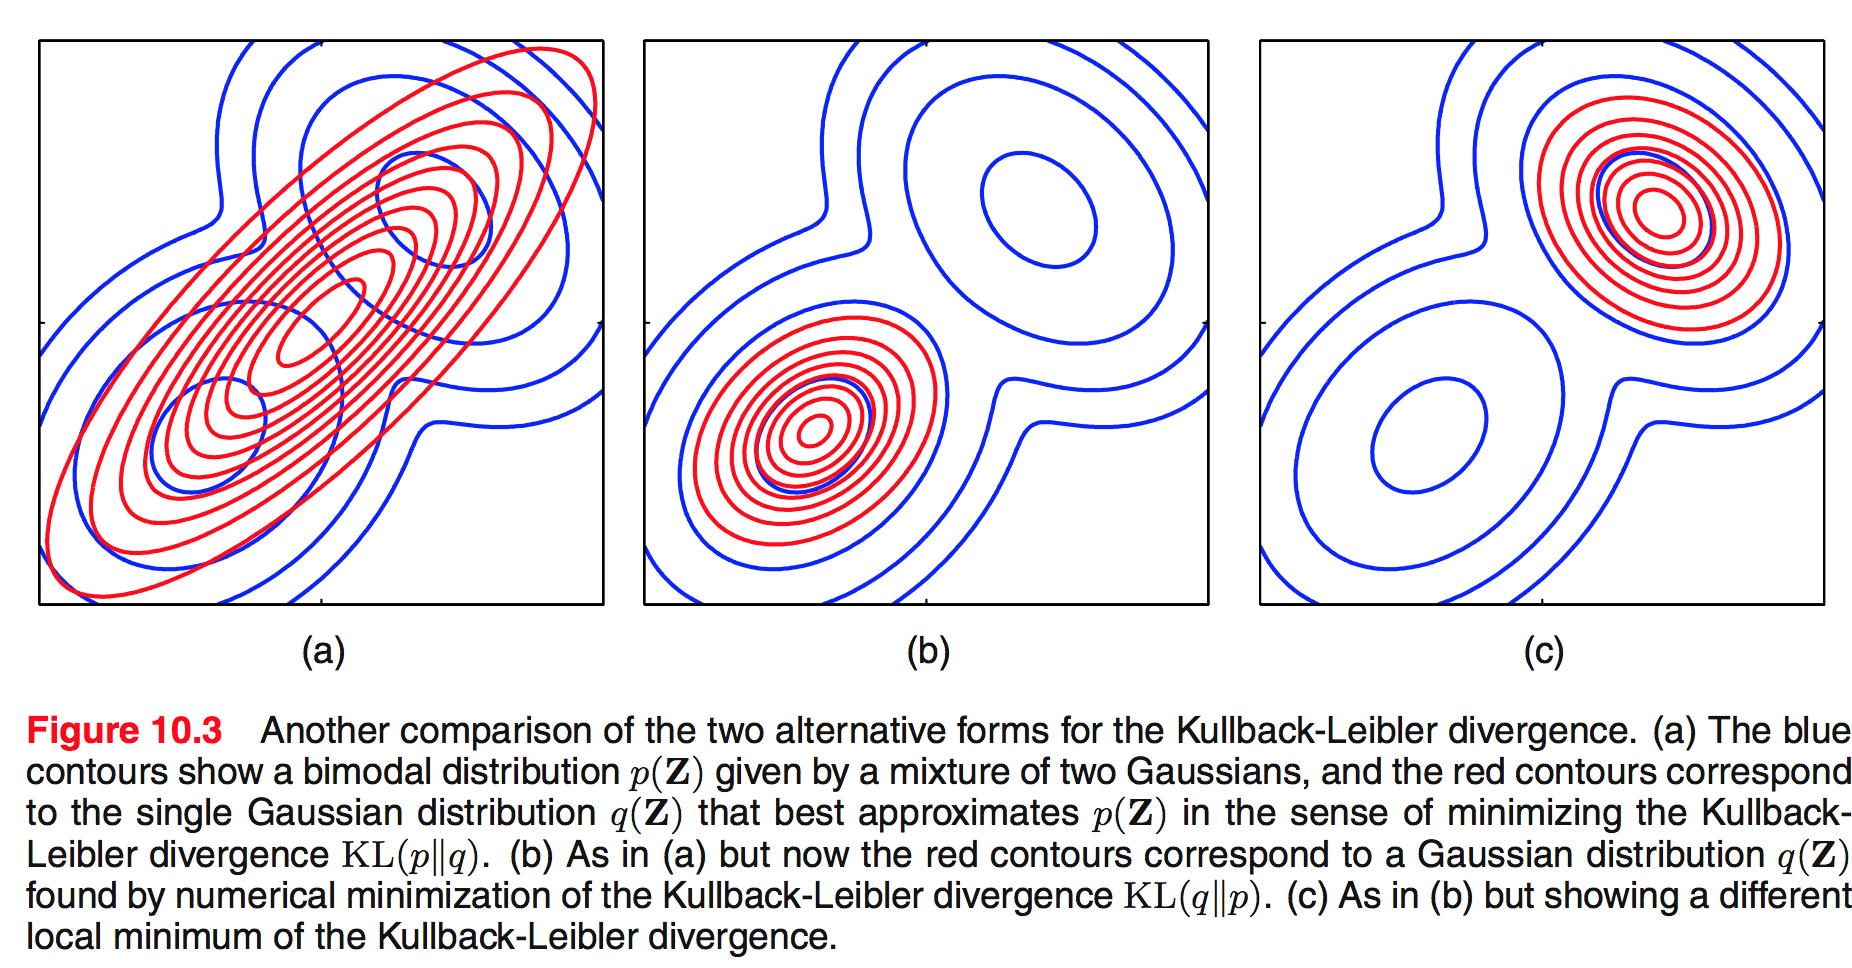 (a) (b) (c)
Figure 10.3 Another comparison of the two alternative forms for the Kullback-Leibler divergence. (a) The blue
contours show a bimodal distribution p(Z) given by a mixture of two Gaussians, and the red contours correspond
to the single Gaussian distribution q(Z) that best approximates p(Z) in the sense of minimizing the Kullback-
Leibler divergence KL(p‖q). (b) As in (a) but now the red contours correspond to a Gaussian distribution q(Z)
found by numerical minimization of the Kullback-Leibler divergence KL(q‖p). (c) As in (b) but showing a different
local minimum of the Kullback-Leibler divergence.